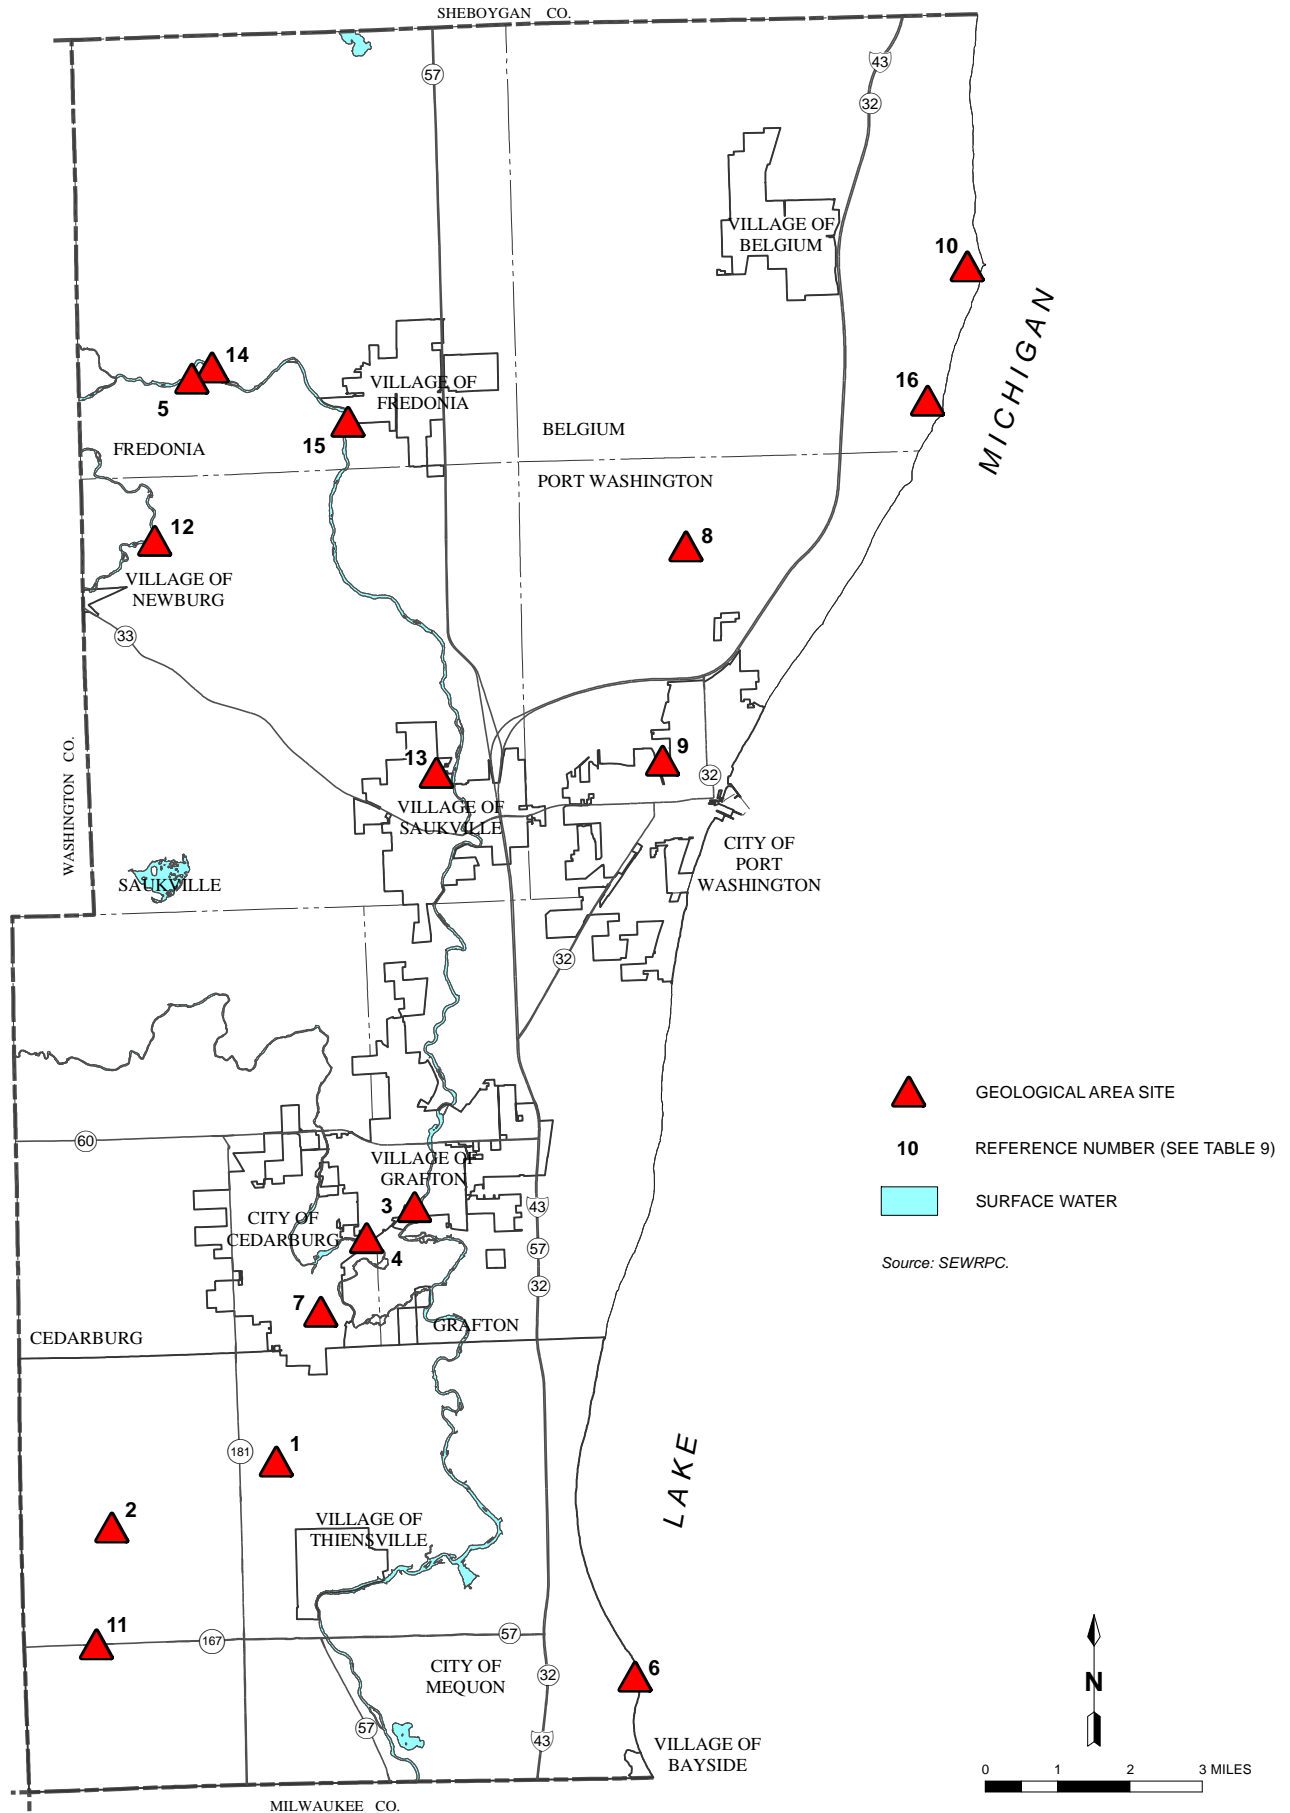 SHEBOYGAN CO.
57
43
32
VILLAGE OF
BELGIUM
10
MICHIGAN
14
5
VILLAGE OF
FREDONIA
16
15
FREDONIA
BELGIUM
PORT WASHINGTON
12
8
VILLAGE OF
NEWBURG
33
WASHINGTON CO.
13
9
32
VILLAGE OF
SAUKVILLE
CITY OF
PORT
WASHINGTON
SAUKVILLE
32
GEOLOGICAL AREA SITE
10 REFERENCE NUMBER (SEE TABLE 9)
SURFACE WATER
Source: SEWRPC.
60
VILLAGE OF
GRAFTON
3
43
CITY OF
CEDARBURG
4
57
32
7
GRAFTON
CEDARBURG
181
1
LAKE
2
VILLAGE OF
THIENSVILLE
11
167
57
CITY OF
MEQUON
32
6
N
57
43
VILLAGE OF
BAYSIDE
0 1 2 3 MILES
MILWAUKEE CO.